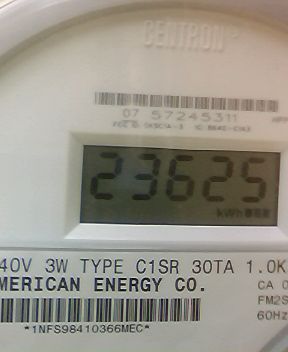 CENTRON
07 57245311
23625
kWh
40V 3W TYPE C1SR 30TA 1.0K
MERICAN ENERGY CO.
CA 0
FM2S
60Hz
*1NFS98410366MEC*